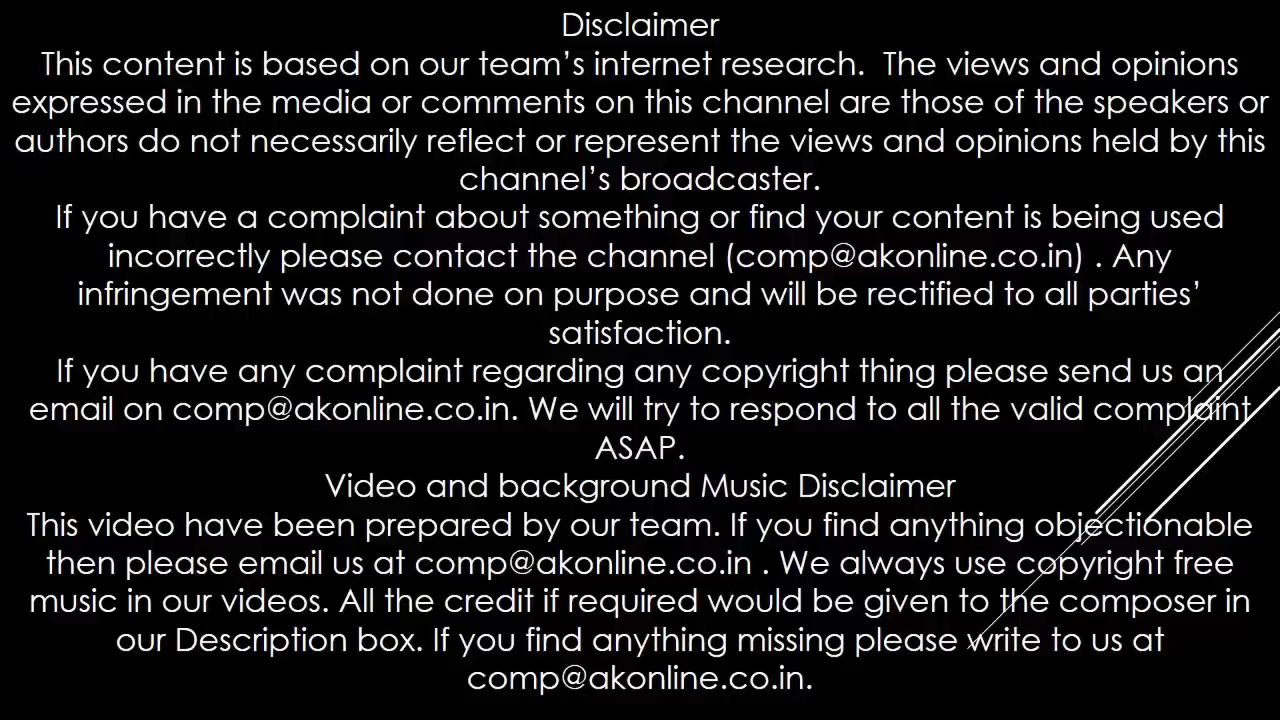 Disclaimer
This content is based on our team’s internet research.  The views and opinions
expressed in the media or comments on this channel are those of the speakers or
authors do not necessarily reflect or represent the views and opinions held by this
channel’s broadcaster.
If you have a complaint about something or find your content is being used
incorrectly please contact the channel (comp@akonline.co.in) . Any
infringement was not done on purpose and will be rectified to all parties’
satisfaction.
If you have any complaint regarding any copyright thing please send us an
email on comp@akonline.co.in. We will try to respond to all the valid complaint
ASAP.
Video and background Music Disclaimer
This video have been prepared by our team. If you find anything objectionable
then please email us at comp@akonline.co.in . We always use copyright free
music in our videos. All the credit if required would be given to the composer in
our Description box. If you find anything missing please write to us at
comp@akonline.co.in.